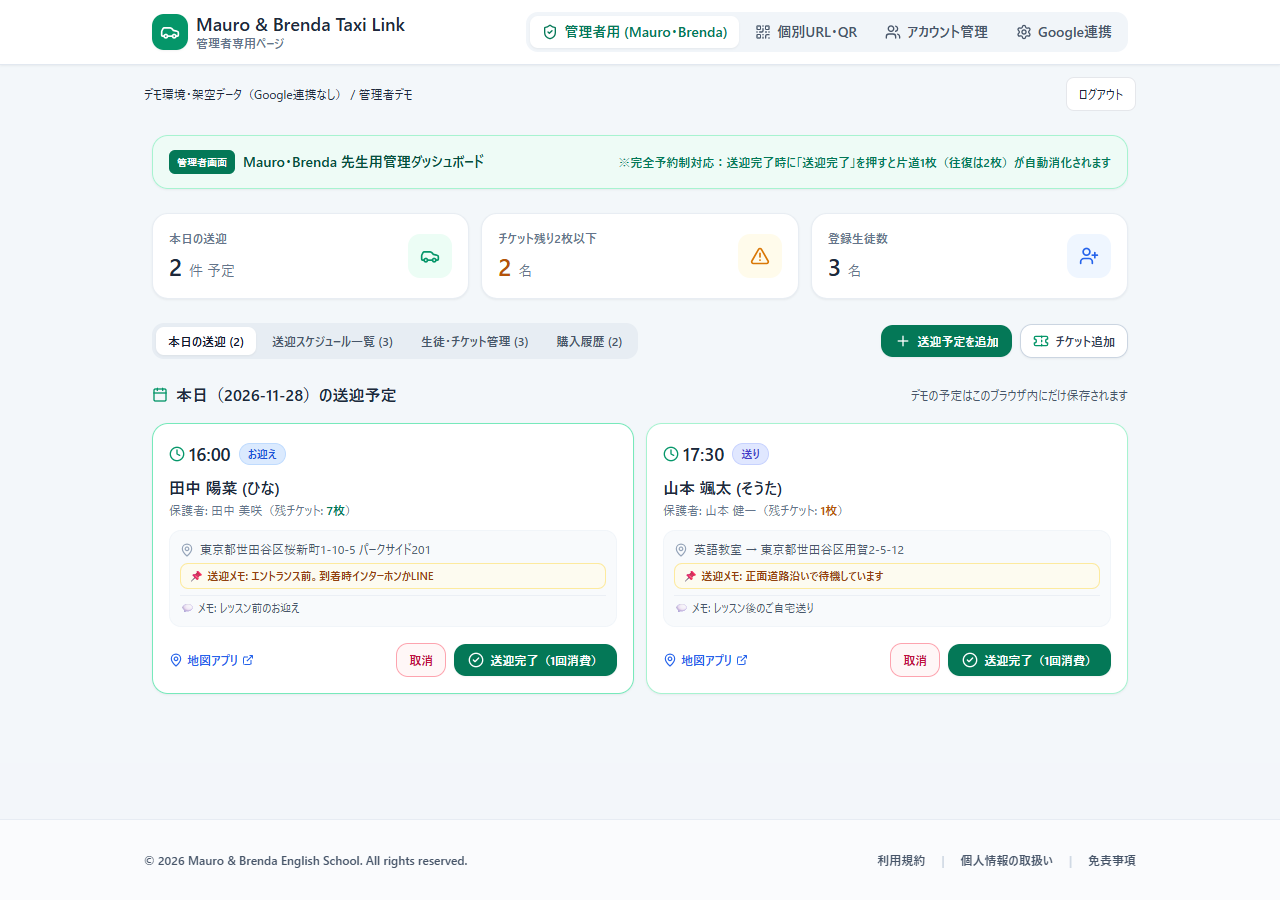 Mauro & Brenda Taxi Link
管理者専用ページ
管理者用 (Mauro・Brenda)
個別URL・QR
アカウント管理
Google連携
デモ環境・架空データ（Google連携なし） / 管理者デモ
ログアウト
管理者画面 Mauro・Brenda 先生用管理ダッシュボード
※完全予約制対応：送迎完了時に「送迎完了」を押すと片道1枚（往復は2枚）が自動消化されます
本日の送迎
2 件 予定
チケット残り2枚以下
2 名
登録生徒数
3 名
本日の送迎 (2)
送迎スケジュール一覧 (3)
生徒・チケット管理 (3)
購入履歴 (2)
送迎予定を追加
チケット追加
本日（2026-11-28）の送迎予定
デモの予定はこのブラウザ内にだけ保存されます
16:00 お迎え
田中 陽菜 (ひな)
保護者: 田中 美咲（残チケット: 7枚）
東京都世田谷区桜新町1-10-5 パークサイド201
送迎メモ: エントランス前。到着時インターホンかLINE
メモ: レッスン前のお迎え
地図アプリ
取消
送迎完了（1回消費）
17:30 送り
山本 颯太 (そうた)
保護者: 山本 健一（残チケット: 1枚）
英語教室 → 東京都世田谷区用賀2-5-12
送迎メモ: 正面道路沿いで待機しています
メモ: レッスン後のご自宅送り
地図アプリ
取消
送迎完了（1回消費）
© 2026 Mauro & Brenda English School. All rights reserved.
利用規約 | 個人情報の取扱い | 免責事項